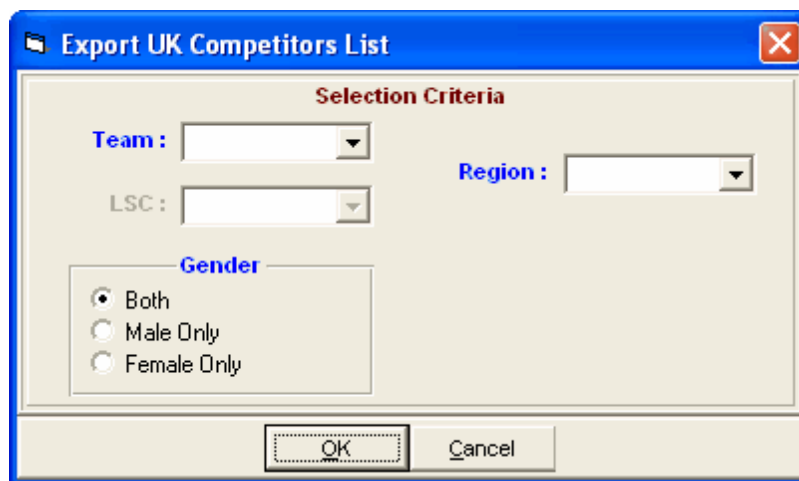 Export UK Competitors List
Selection Criteria
Team :
Region :
LSC :
Gender
Both
Male Only
Female Only
OK
Cancel